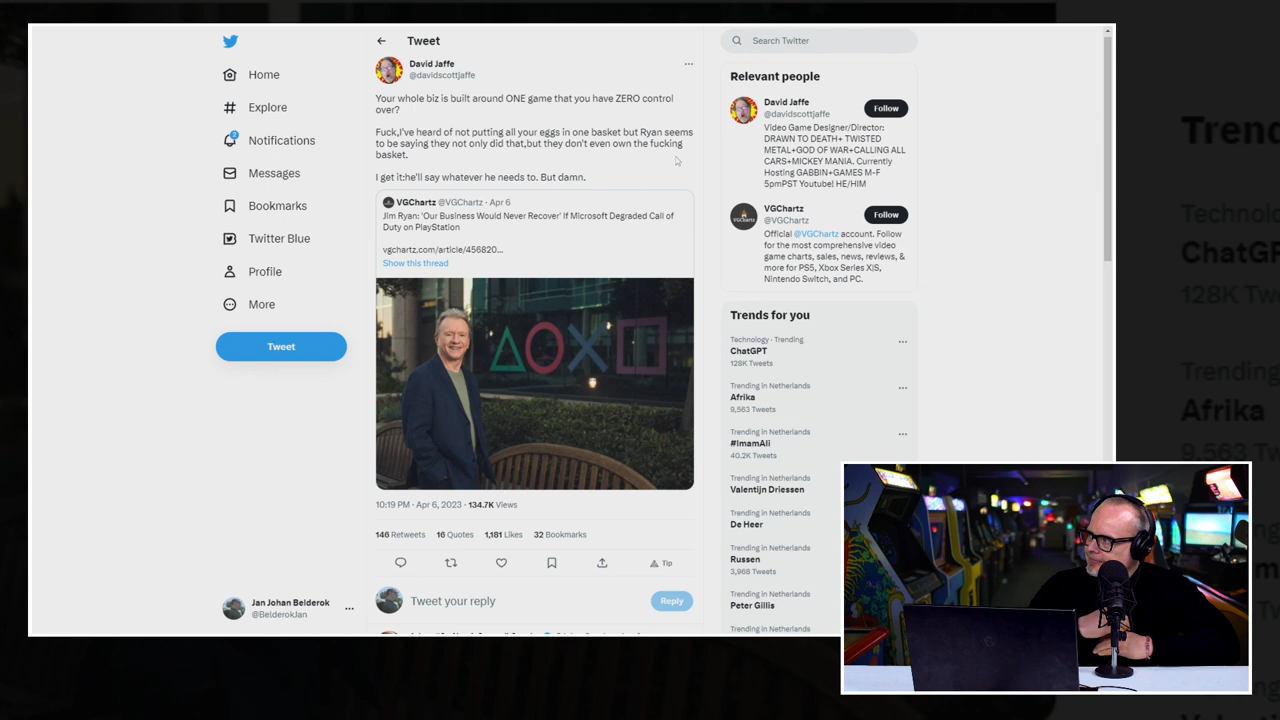 Home
Explore
2
Notifications
Messages
Bookmarks
Twitter Blue
Profile
More
Tweet
Jan Johan Belderok
@BelderokJan
Tweet
David Jaffe
@davidscottjaffe
Your whole biz is built around ONE game that you have ZERO control
over?
Fuck,I've heard of not putting all your eggs in one basket but Ryan seems
to be saying they not only did that,but they don't even own the fucking
basket.
I get it:he'll say whatever he needs to. But damn.
VGChartz @VGChartz · Apr 6
Jim Ryan: 'Our Business Would Never Recover' If Microsoft Degraded Call of
Duty on PlayStation
vgchartz.com/article/456820...
Show this thread
10:19 PM · Apr 6, 2023 · 134.7K Views
146 Retweets 16 Quotes 1,181 Likes 32 Bookmarks
Tip
Tweet your reply
Reply
Search Twitter
Relevant people
David Jaffe
@davidscottjaffe
Follow
Video Game Designer/Director:
DRAWN TO DEATH+ TWISTED
METAL+GOD OF WAR+CALLING ALL
CARS+MICKEY MANIA. Currently
Hosting GABBIN+GAMES M-F
5pmPST Youtube! HE/HIM
VGChartz
@VGChartz
Follow
Official @VGChartz account. Follow
for the most comprehensive video
game charts, sales, news, reviews, &
more for PS5, Xbox Series X|S,
Nintendo Switch, and PC.
Trends for you
Technology · Trending
ChatGPT
128K Tweets
Trending in Netherlands
Afrika
9,563 Tweets
Trending in Netherlands
#ImamAli
40.2K Tweets
Trending in Netherlands
Valentijn Driessen
Trending in Netherlands
De Heer
Trending in Netherlands
Russen
3,968 Tweets
Trending in Netherlands
Peter Gillis
Trending in Netherlands
Trend
Technolo
ChatGP
128K Twe
Trending
Afrika